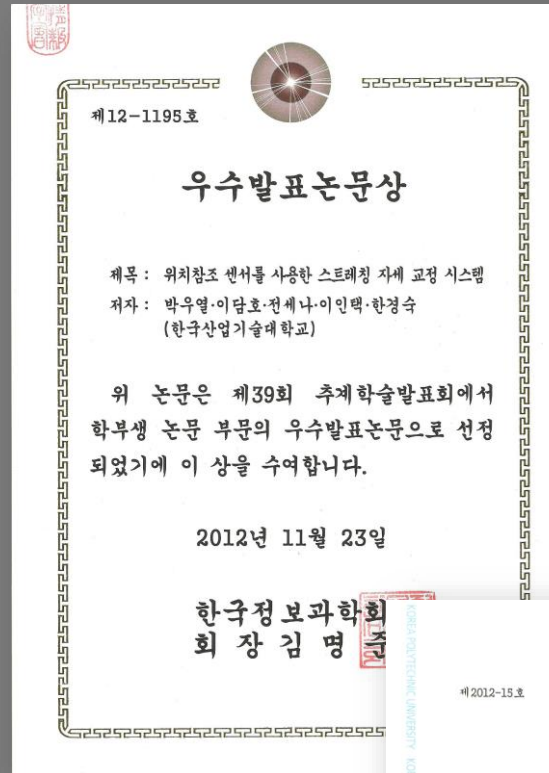 제12-1195호
우수발표논문상
제목 : 위치참조 센서를 사용한 스트레칭 자세 교정 시스템
저자 : 박우열·이담호·전세나·이인택·한경숙
(한국산업기술대학교)
위 논문은 제39회 추계학술발표회에서
학부생 논문 부문의 우수발표논문으로 선정
되었기에 이 상을 수여합니다.
2012년 11월 23일
한국정보과학회
회 장 김 명 준
KOREA POLYTECHNIC UNIVERSITY KO
제2012-15호